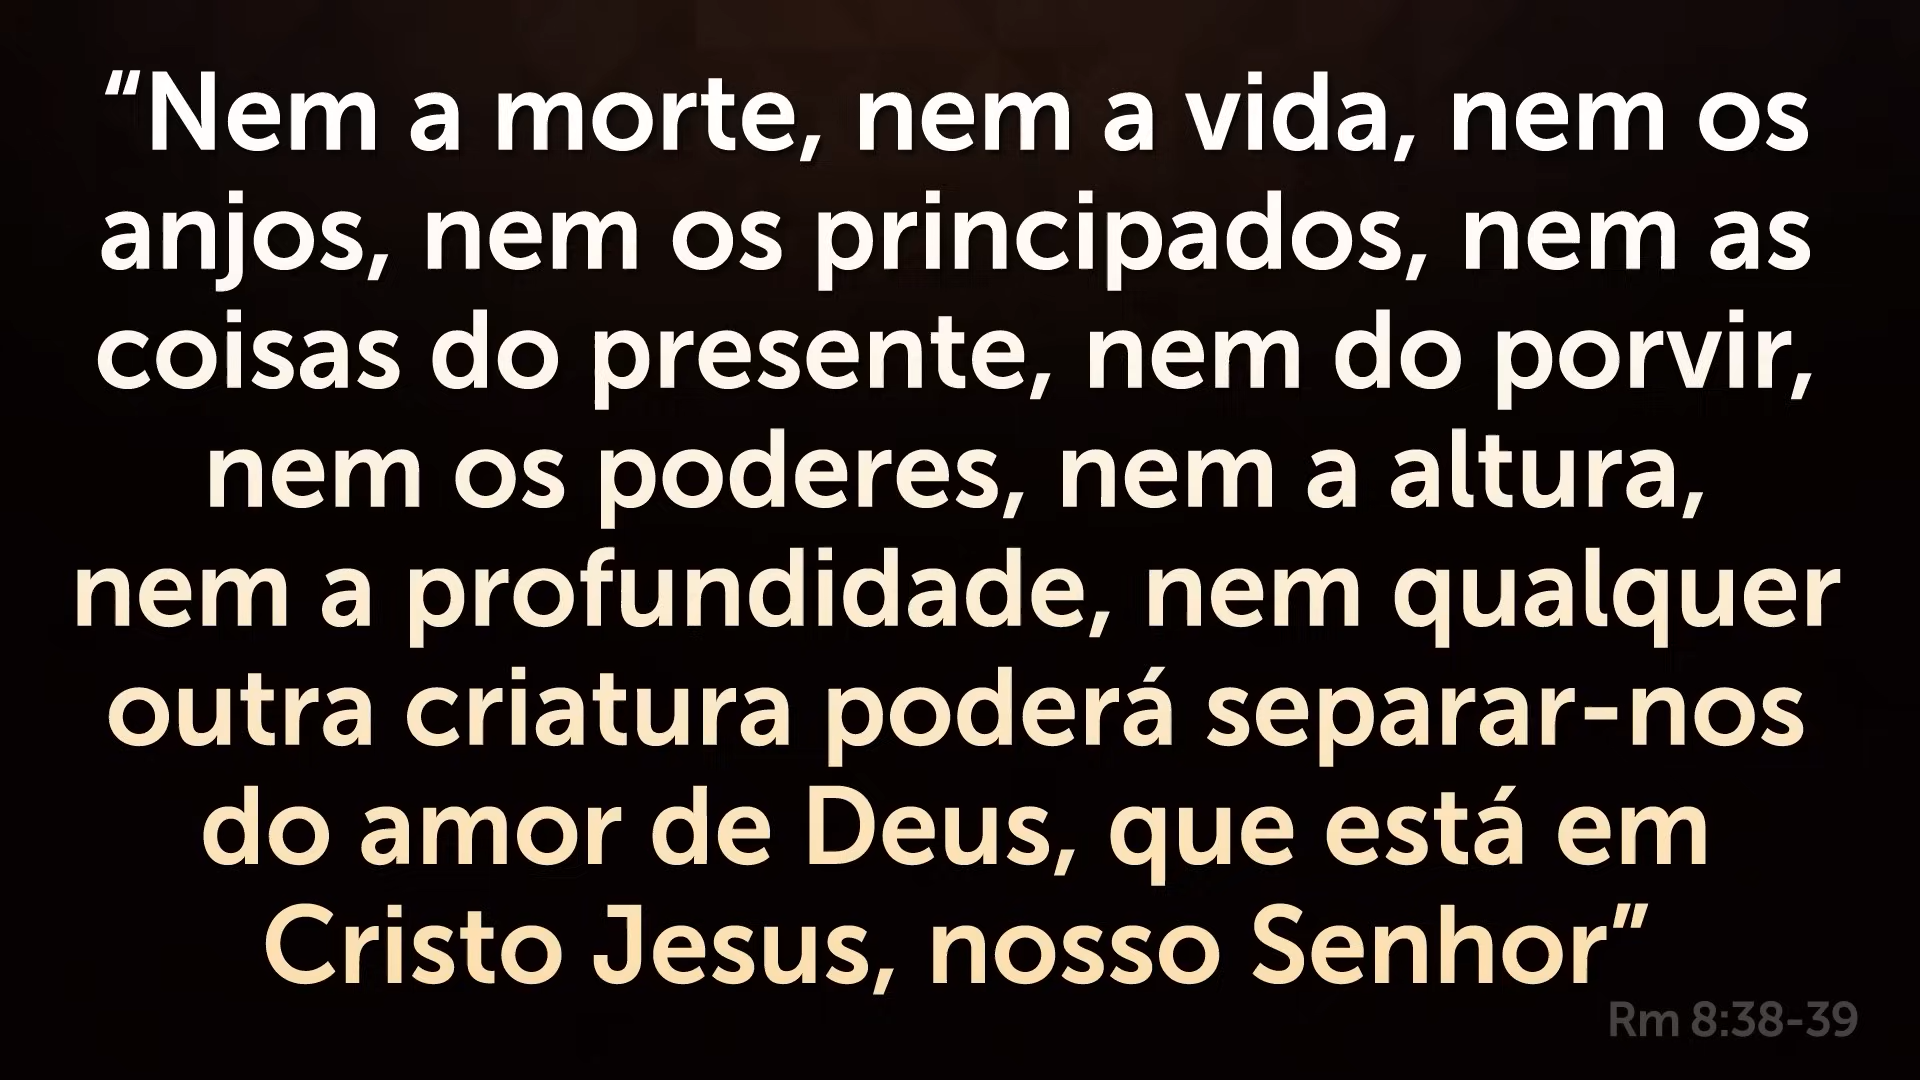 “Nem a morte, nem a vida, nem os
anjos, nem os principados, nem as
coisas do presente, nem do porvir,
nem os poderes, nem a altura,
nem a profundidade, nem qualquer
outra criatura poderá separar-nos
do amor de Deus, que está em
Cristo Jesus, nosso Senhor”
Rm 8:38-39